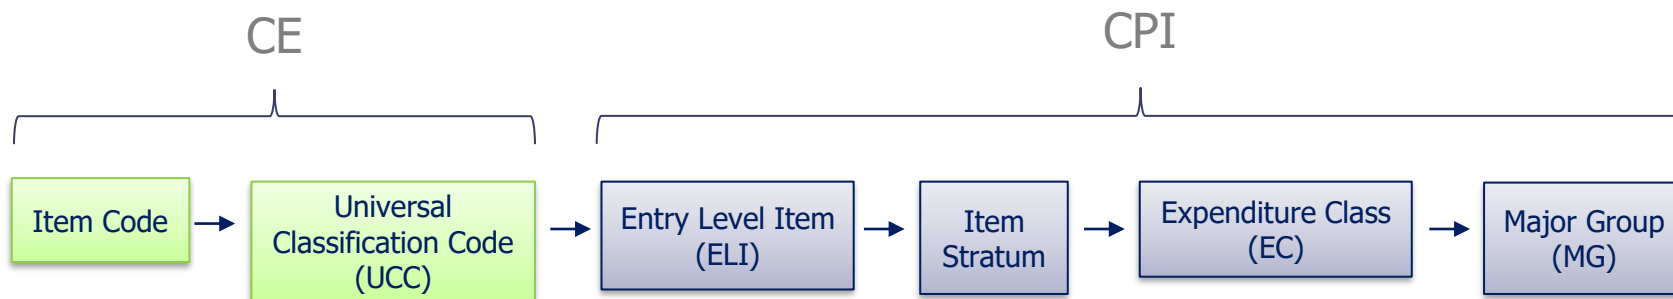 CE
CPI
Item Code
Universal
Classification Code
(UCC)
Entry Level Item
(ELI)
Item
Stratum
Expenditure Class
(EC)
Major Group
(MG)